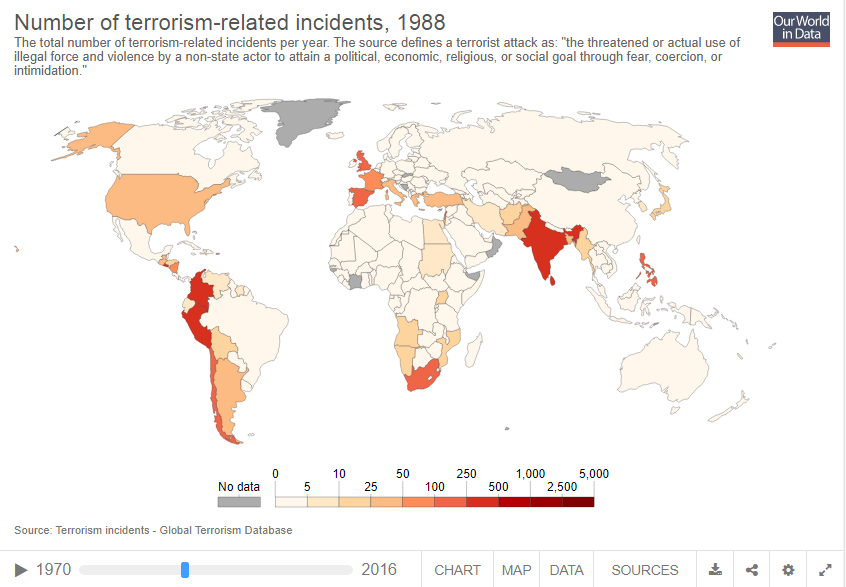 Number of terrorism-related incidents, 1988
Our World
in Data
The total number of terrorism-related incidents per year. The source defines a terrorist attack as: "the threatened or actual use of
illegal force and violence by a non-state actor to attain a political, economic, religious, or social goal through fear, coercion, or
intimidation."
0 10 50 250 1,000 5,000
No data 5 25 100 500 2,500
Source: Terrorism incidents - Global Terrorism Database
1970 2016 CHART MAP DATA SOURCES